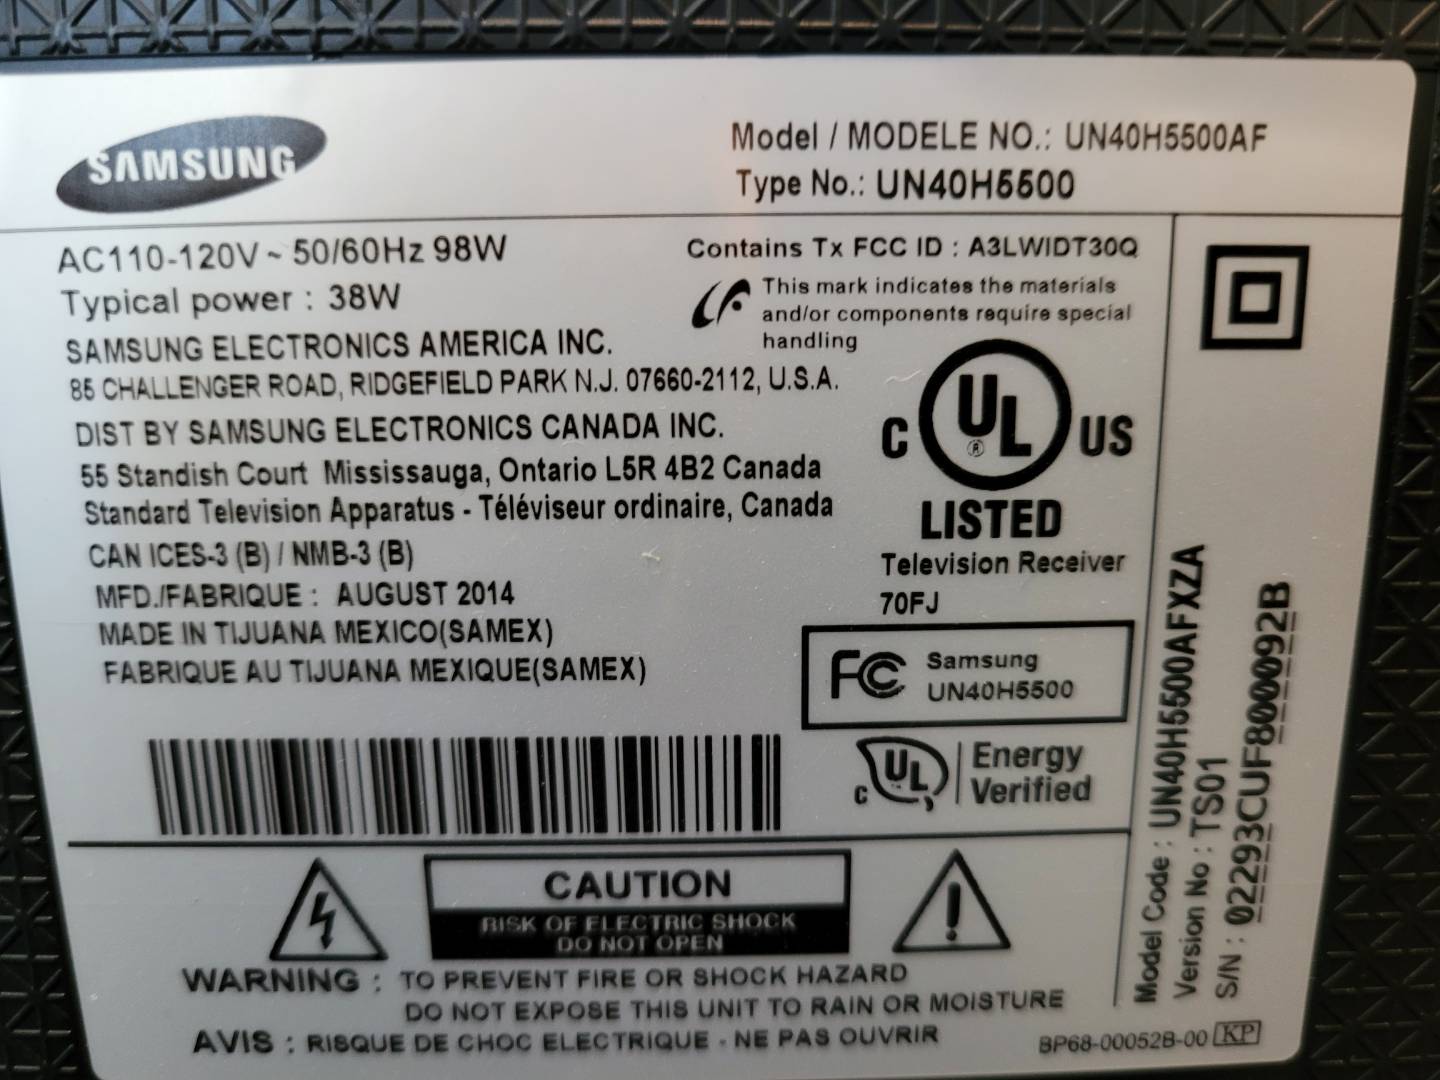 SAMSUNG
Model / MODELE NO.: UN40H5500AF
Type No.: UN40H5500
AC110-120V ~ 50/60Hz 98W
Typical power : 38W
SAMSUNG ELECTRONICS AMERICA INC.
85 CHALLENGER ROAD, RIDGEFIELD PARK N.J. 07660-2112, U.S.A.
DIST BY SAMSUNG ELECTRONICS CANADA INC.
55 Standish Court Mississauga, Ontario L5R 4B2 Canada
Standard Television Apparatus - Téléviseur ordinaire, Canada
CAN ICES-3 (B) / NMB-3 (B)
MFD./FABRIQUE : AUGUST 2014
MADE IN TIJUANA MEXICO(SAMEX)
FABRIQUE AU TIJUANA MEXIQUE(SAMEX)
Contains Tx FCC ID : A3LWIDT30Q
This mark indicates the materials
and/or components require special
handling
C UL ® US
LISTED
Television Receiver
70FJ
FC Samsung
UN40H5500
c UL Energy
Verified
CAUTION
RISK OF ELECTRIC SHOCK
DO NOT OPEN
WARNING : TO PREVENT FIRE OR SHOCK HAZARD
DO NOT EXPOSE THIS UNIT TO RAIN OR MOISTURE
AVIS : RISQUE DE CHOC ELECTRIQUE - NE PAS OUVRIR
Model Code : UN40H5500AFXZA
Version No : TS01
S/N : 02293CUF800092B
BP68-00052B-00 KP